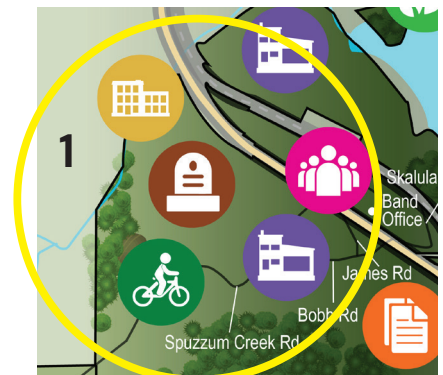 1
Skalula
Band
Office
James Rd
Bobb Rd
Spuzzum Creek Rd